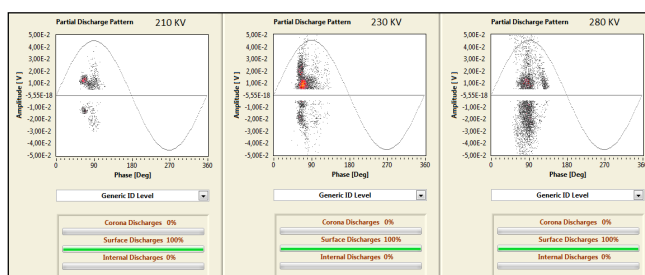 Partial Discharge Pattern 210 KV
5,00E-2
4,00E-2
3,00E-2
2,00E-2
1,00E-2
-5,55E-18
-1,00E-2
-2,00E-2
-3,00E-2
-4,00E-2
-5,00E-2
Amplitude [ V ]
0 90 180 270 360
Phase [Deg]
Generic ID Level
Corona Discharges 0%
Surface Discharges 100%
Internal Discharges 0%
Partial Discharge Pattern 230 KV
5,00E-2
4,00E-2
3,00E-2
2,00E-2
1,00E-2
-5,55E-18
-1,00E-2
-2,00E-2
-3,00E-2
-4,00E-2
-5,00E-2
Amplitude [ V ]
0 90 180 270 360
Phase [Deg]
Generic ID Level
Corona Discharges 0%
Surface Discharges 100%
Internal Discharges 0%
Partial Discharge Pattern 280 KV
5,00E-2
4,00E-2
3,00E-2
2,00E-2
1,00E-2
-5,55E-18
-1,00E-2
-2,00E-2
-3,00E-2
-4,00E-2
-5,00E-2
Amplitude [ V ]
0 90 180 270 360
Phase [Deg]
Generic ID Level
Corona Discharges 0%
Surface Discharges 100%
Internal Discharges 0%